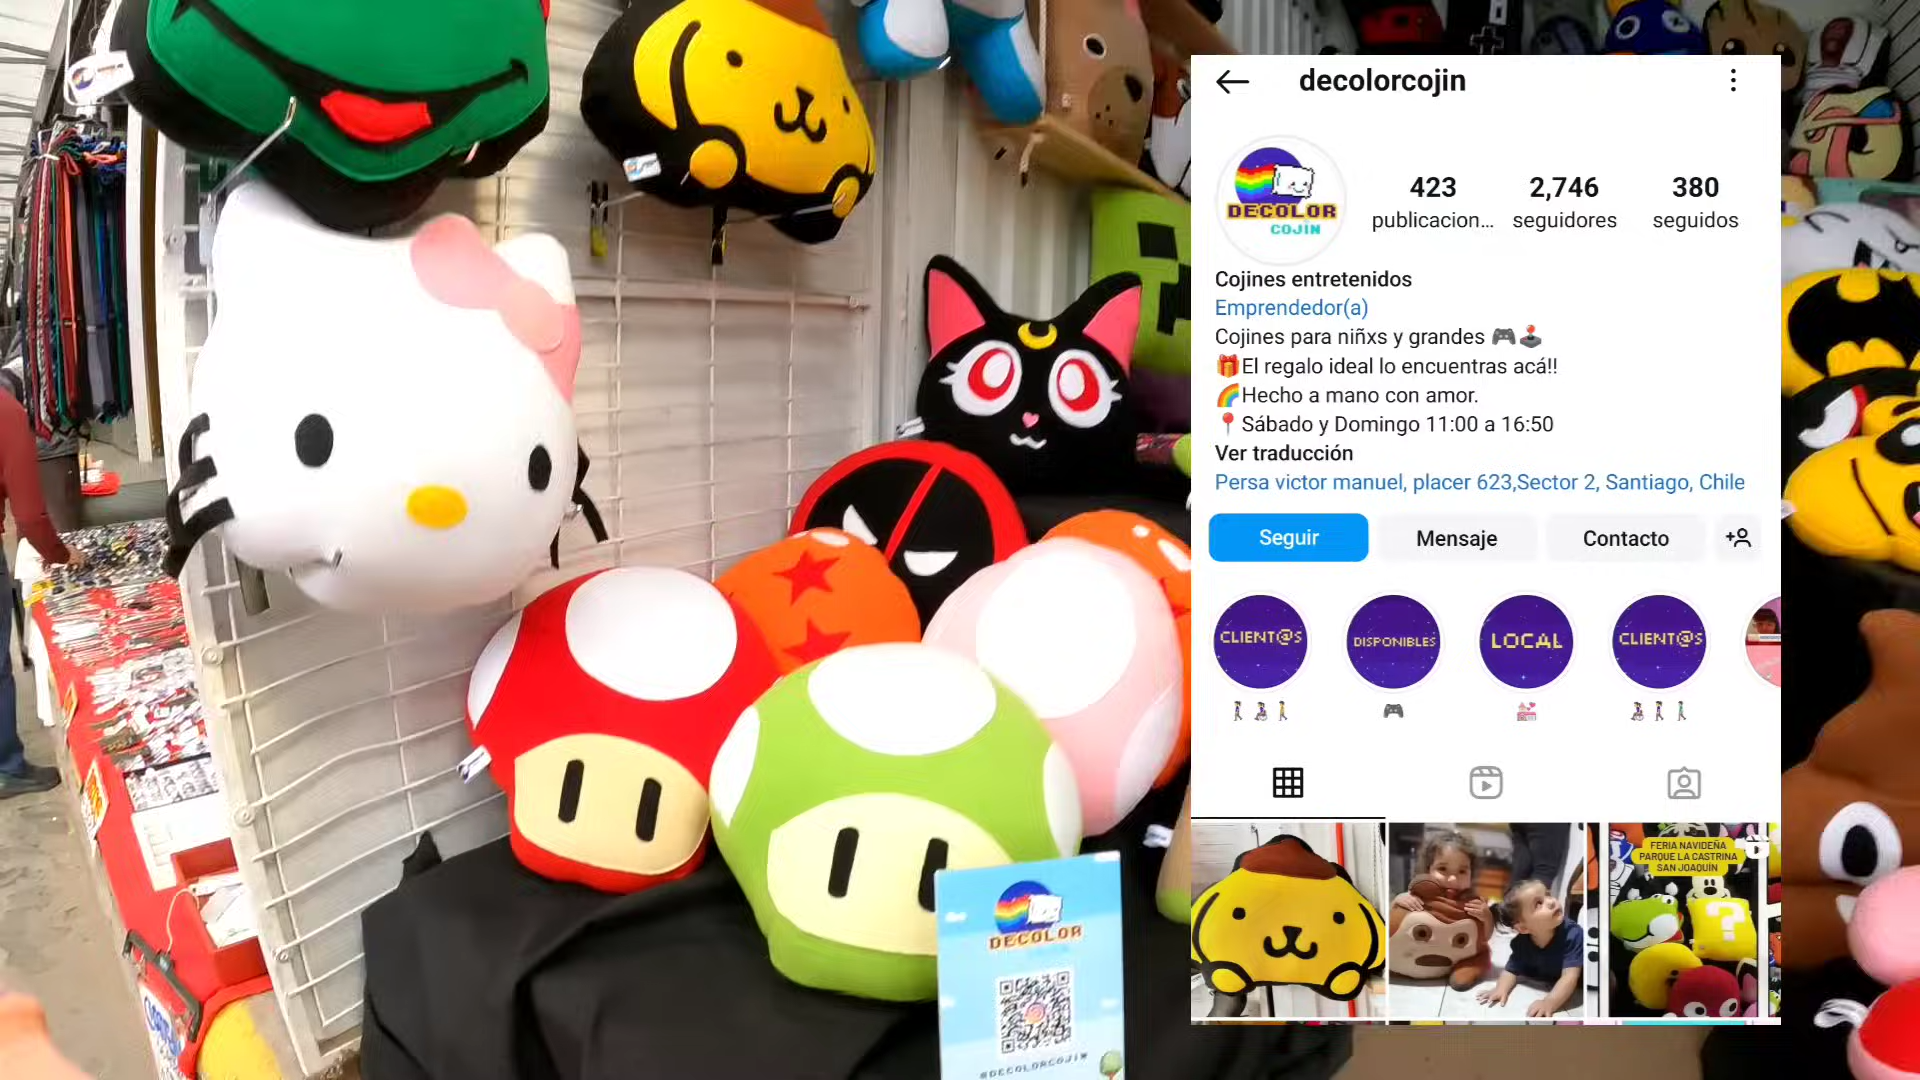 decolorcojin
DECOLOR
COJÍN
423
publicacion...
2,746
seguidores
380
seguidos
Cojines entretenidos
Emprendedor(a)
Cojines para niñxs y grandes
El regalo ideal lo encuentras acá!!
Hecho a mano con amor.
Sábado y Domingo 11:00 a 16:50
Ver traducción
Persa victor manuel, placer 623,Sector 2, Santiago, Chile
Seguir
Mensaje
Contacto
CLIENT@S
DISPONIBLES
LOCAL
CLIENT@S
FERIA NAVIDEÑA
PARQUE LA CASTRINA
SAN JOAQUÍN
DECOLOR
@DECOLORCOJIN